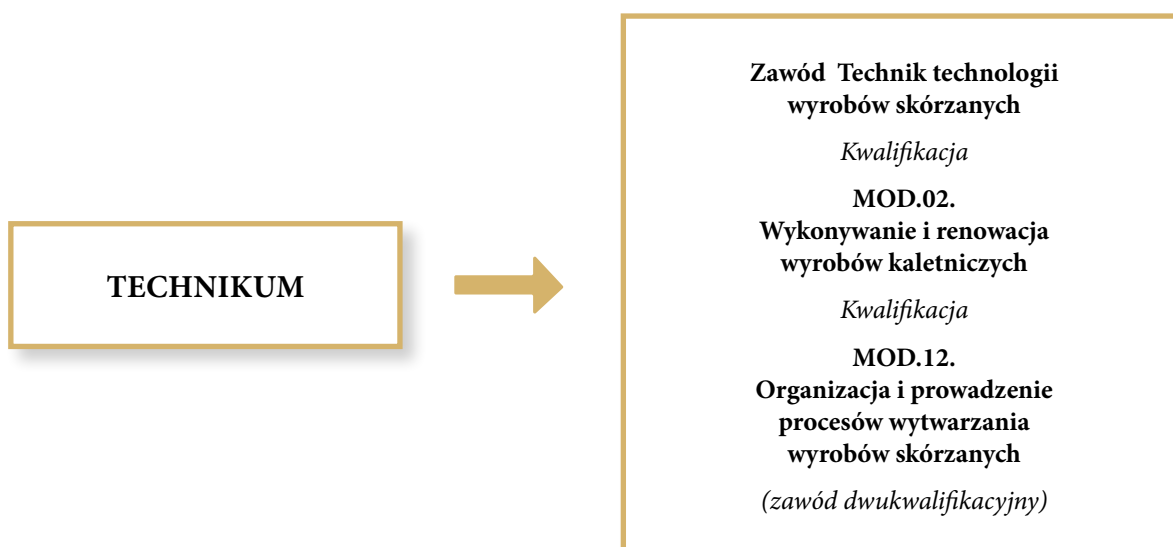 TECHNIKUM
Zawód Technik technologii
wyrobów skórzanych
Kwalifikacja
MOD.02.
Wykonywanie i renowacja
wyrobów kaletniczych
Kwalifikacja
MOD.12.
Organizacja i prowadzenie
procesów wytwarzania
wyrobów skórzanych
(zawód dwukwalifikacyjny)